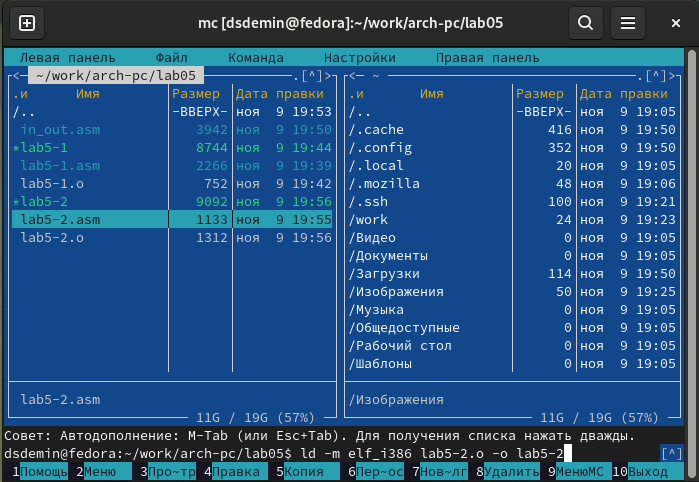 mc [dsdemin@fedora]:~/work/arch-pc/lab05
Левая панель Файл Команда Настройки Правая панель
<─ ~/work/arch-pc/lab05 .[^]>
.и Имя Размер Дата правки
/.. -ВВЕРХ- ноя 9 19:53
in_out.asm 3942 ноя 9 19:50
*lab5-1 8744 ноя 9 19:44
lab5-1.asm 2266 ноя 9 19:39
lab5-1.o 752 ноя 9 19:42
*lab5-2 9092 ноя 9 19:56
lab5-2.asm 1133 ноя 9 19:55
lab5-2.o 1312 ноя 9 19:56
lab5-2.asm
11G / 19G (57%)
<─ ~ .[^]>
.и Имя Размер Дата правки
/.. -ВВЕРХ- ноя 9 19:05
/.cache 416 ноя 9 19:50
/.config 352 ноя 9 19:50
/.local 20 ноя 9 19:05
/.mozilla 48 ноя 9 19:06
/.ssh 100 ноя 9 19:21
/work 24 ноя 9 19:23
/Видео 0 ноя 9 19:05
/Документы 0 ноя 9 19:05
/Загрузки 114 ноя 9 19:50
/Изображения 50 ноя 9 19:25
/Музыка 0 ноя 9 19:05
/Общедоступные 0 ноя 9 19:05
/Рабочий стол 0 ноя 9 19:05
/Шаблоны 0 ноя 9 19:05
/Изображения
11G / 19G (57%)
Совет: Автодополнение: M-Tab (или Esc+Tab). Для получения списка нажать дважды.
dsdemin@fedora:~/work/arch-pc/lab05$ ld -m elf_i386 lab5-2.o -o lab5-2 [^]
1Помощь 2Меню 3Про~тр 4Правка 5Копия 6Пер~ос 7Нов~лг 8Удалить 9МенюМС 10Выход